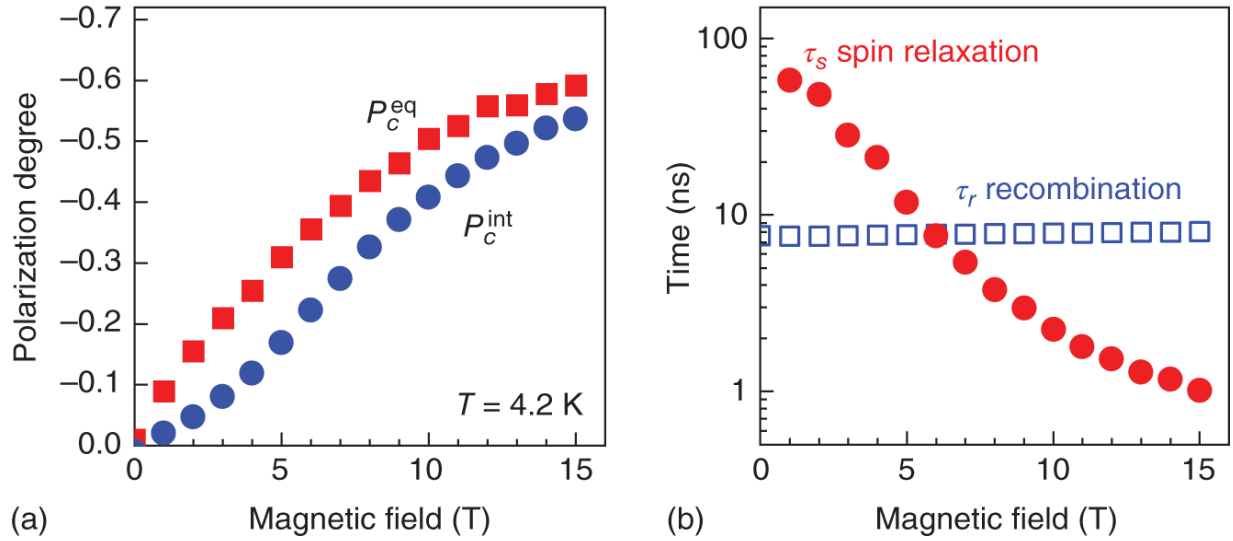 −0.7
−0.6
−0.5
−0.4
−0.3
−0.2
−0.1
0.0
Polarization degree
P_c^eq
P_c^int
T = 4.2 K
0 5 10 15
Magnetic field (T)
(a)
100
10
1
Time (ns)
τ_s spin relaxation
τ_r recombination
0 5 10 15
Magnetic field (T)
(b)